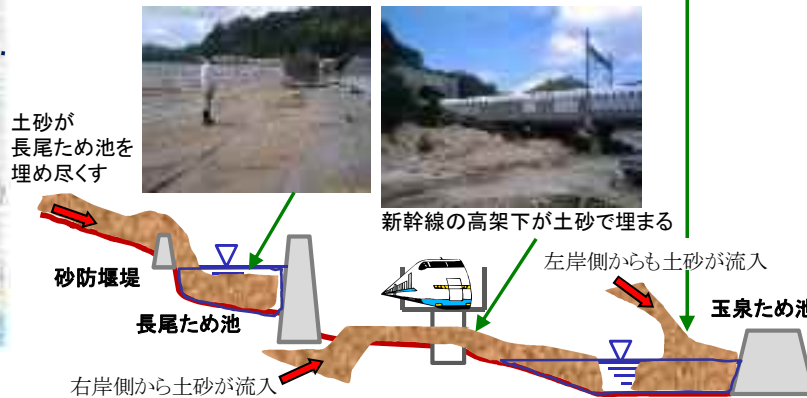 土砂が
長尾ため池を
埋め尽くす
新幹線の高架下が土砂で埋まる
左岸側からも土砂が流入
砂防堰堤
長尾ため池
玉泉ため池
右岸側から土砂が流入